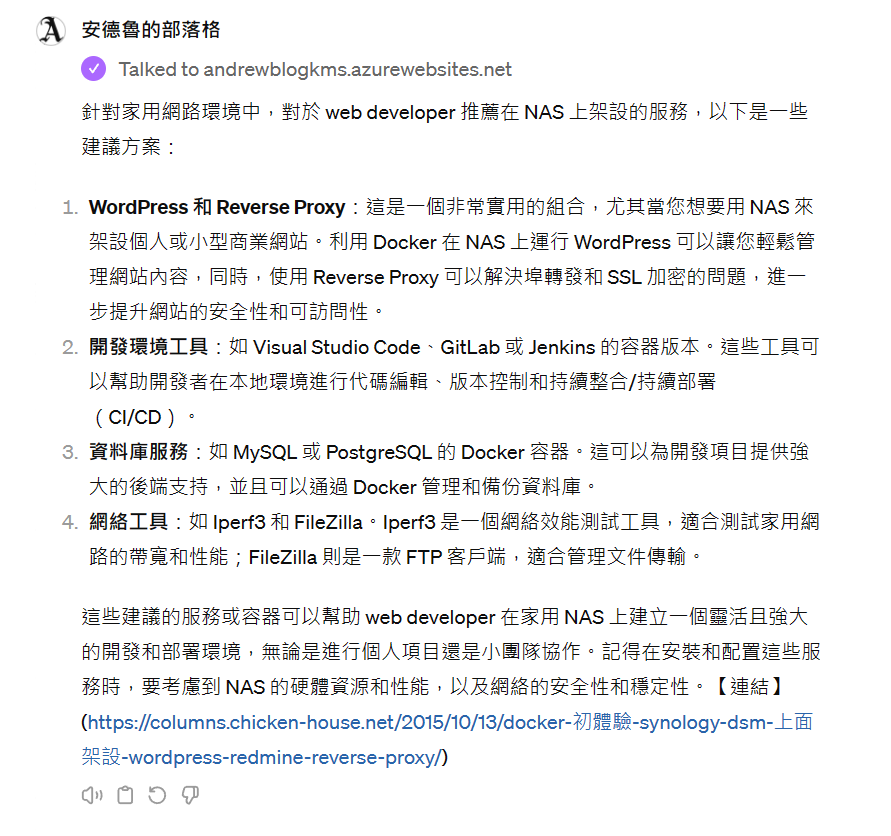 安德魯的部落格
Talked to andrewblogkms.azurewebsites.net
針對家用網路環境中，對於 web developer 推薦在 NAS 上架設的服務，以下是一些
建議方案：
1. WordPress 和 Reverse Proxy：這是一個非常實用的組合，尤其當您想要用 NAS 來
架設個人或小型商業網站。利用 Docker 在 NAS 上運行 WordPress 可以讓您輕鬆管
理網站內容，同時，使用 Reverse Proxy 可以解決埠轉發和 SSL 加密的問題，進一
步提升網站的安全性和可訪問性。
2. 開發環境工具：如 Visual Studio Code、GitLab 或 Jenkins 的容器版本。這些工具可
以幫助開發者在本地環境進行代碼編輯、版本控制和持續整合/持續部署
（CI/CD）。
3. 資料庫服務：如 MySQL 或 PostgreSQL 的 Docker 容器。這可以為開發項目提供強
大的後端支持，並且可以通過 Docker 管理和備份資料庫。
4. 網絡工具：如 Iperf3 和 FileZilla。Iperf3 是一個網絡效能測試工具，適合測試家用網
路的帶寬和性能；FileZilla 則是一款 FTP 客戶端，適合管理文件傳輸。
這些建議的服務或容器可以幫助 web developer 在家用 NAS 上建立一個靈活且強大
的開發和部署環境，無論是進行個人項目還是小團隊協作。記得在安裝和配置這些服
務時，要考慮到 NAS 的硬體資源和性能，以及網絡的安全性和穩定性。【連結】
(https://columns.chicken-house.net/2015/10/13/docker-初體驗-synology-dsm-上面
架設-wordpress-redmine-reverse-proxy/)